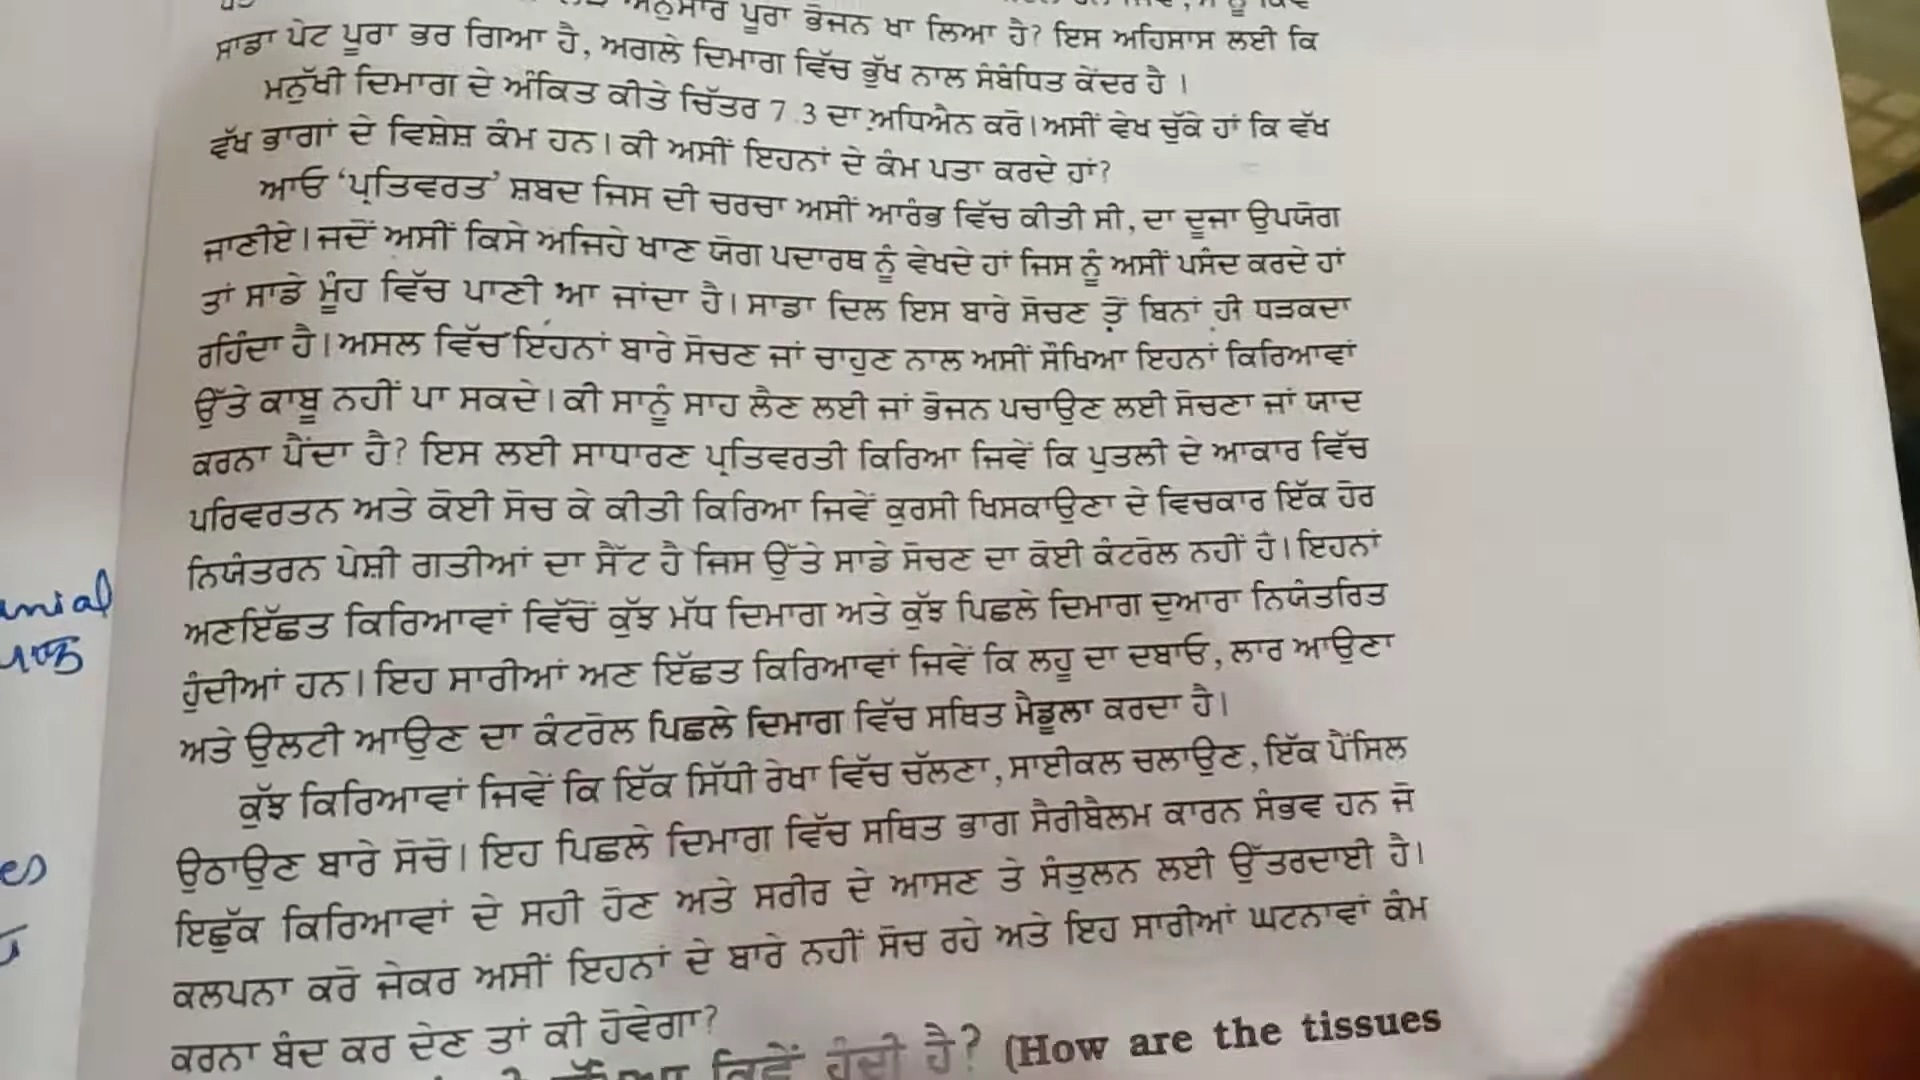 ਅਨੁਸਾਰ ਪੂਰਾ ਭੋਜਨ ਖਾ ਲਿਆ ਹੈ? ਇਸ ਅਹਿਸਾਸ ਲਈ ਕਿ
ਸਾਡਾ ਪੇਟ ਪੂਰਾ ਭਰ ਗਿਆ ਹੈ, ਅਗਲੇ ਦਿਮਾਗ ਵਿੱਚ ਭੁੱਖ ਨਾਲ ਸੰਬੰਧਿਤ ਕੇਂਦਰ ਹੈ ।
ਮਨੁੱਖੀ ਦਿਮਾਗ ਦੇ ਅੰਕਿਤ ਕੀਤੇ ਚਿੱਤਰ 7.3 ਦਾ ਅਧਿਐਨ ਕਰੋ। ਅਸੀਂ ਵੇਖ ਚੁੱਕੇ ਹਾਂ ਕਿ ਵੱਖ
ਵੱਖ ਭਾਗਾਂ ਦੇ ਵਿਸ਼ੇਸ਼ ਕੰਮ ਹਨ। ਕੀ ਅਸੀਂ ਇਹਨਾਂ ਦੇ ਕੰਮ ਪਤਾ ਕਰਦੇ ਹਾਂ?
ਆਓ ‘ਪ੍ਰਤਿਵਰਤ’ ਸ਼ਬਦ ਜਿਸ ਦੀ ਚਰਚਾ ਅਸੀਂ ਆਰੰਭ ਵਿੱਚ ਕੀਤੀ ਸੀ, ਦਾ ਦੂਜਾ ਉਪਯੋਗ
ਜਾਣੀਏ। ਜਦੋਂ ਅਸੀਂ ਕਿਸੇ ਅਜਿਹੇ ਖਾਣ ਯੋਗ ਪਦਾਰਥ ਨੂੰ ਵੇਖਦੇ ਹਾਂ ਜਿਸ ਨੂੰ ਅਸੀਂ ਪਸੰਦ ਕਰਦੇ ਹਾਂ
ਤਾਂ ਸਾਡੇ ਮੂੰਹ ਵਿੱਚ ਪਾਣੀ ਆ ਜਾਂਦਾ ਹੈ। ਸਾਡਾ ਦਿਲ ਇਸ ਬਾਰੇ ਸੋਚਣ ਤੋਂ ਬਿਨਾਂ ਹੀ ਧੜਕਦਾ
ਰਹਿੰਦਾ ਹੈ। ਅਸਲ ਵਿੱਚ ਇਹਨਾਂ ਬਾਰੇ ਸੋਚਣ ਜਾਂ ਚਾਹੁਣ ਨਾਲ ਅਸੀਂ ਸੌਖਿਆ ਇਹਨਾਂ ਕਿਰਿਆਵਾਂ
ਉੱਤੇ ਕਾਬੂ ਨਹੀਂ ਪਾ ਸਕਦੇ। ਕੀ ਸਾਨੂੰ ਸਾਹ ਲੈਣ ਲਈ ਜਾਂ ਭੋਜਨ ਪਚਾਉਣ ਲਈ ਸੋਚਣਾ ਜਾਂ ਯਾਦ
ਕਰਨਾ ਪੈਂਦਾ ਹੈ? ਇਸ ਲਈ ਸਾਧਾਰਣ ਪ੍ਰਤਿਵਰਤੀ ਕਿਰਿਆ ਜਿਵੇਂ ਕਿ ਪੁਤਲੀ ਦੇ ਆਕਾਰ ਵਿੱਚ
ਪਰਿਵਰਤਨ ਅਤੇ ਕੋਈ ਸੋਚ ਕੇ ਕੀਤੀ ਕਿਰਿਆ ਜਿਵੇਂ ਕੁਰਸੀ ਖਿਸਕਾਉਣਾ ਦੇ ਵਿਚਕਾਰ ਇੱਕ ਹੋਰ
ਨਿਯੰਤਰਨ ਪੇਸ਼ੀ ਗਤੀਆਂ ਦਾ ਸੈੱਟ ਹੈ ਜਿਸ ਉੱਤੇ ਸਾਡੇ ਸੋਚਣ ਦਾ ਕੋਈ ਕੰਟਰੋਲ ਨਹੀਂ ਹੈ। ਇਹਨਾਂ
ਅਣਇੱਛਤ ਕਿਰਿਆਵਾਂ ਵਿੱਚੋਂ ਕੁੱਝ ਮੱਧ ਦਿਮਾਗ ਅਤੇ ਕੁੱਝ ਪਿਛਲੇ ਦਿਮਾਗ ਦੁਆਰਾ ਨਿਯੰਤਰਿਤ
ਹੁੰਦੀਆਂ ਹਨ। ਇਹ ਸਾਰੀਆਂ ਅਣ ਇੱਛਤ ਕਿਰਿਆਵਾਂ ਜਿਵੇਂ ਕਿ ਲਹੂ ਦਾ ਦਬਾਓ, ਲਾਰ ਆਉਣਾ
ਅਤੇ ਉਲਟੀ ਆਉਣ ਦਾ ਕੰਟਰੋਲ ਪਿਛਲੇ ਦਿਮਾਗ ਵਿੱਚ ਸਥਿਤ ਮੈਡੂਲਾ ਕਰਦਾ ਹੈ।
ਕੁੱਝ ਕਿਰਿਆਵਾਂ ਜਿਵੇਂ ਕਿ ਇੱਕ ਸਿੱਧੀ ਰੇਖਾ ਵਿੱਚ ਚੱਲਣਾ, ਸਾਈਕਲ ਚਲਾਉਣ, ਇੱਕ ਪੈਂਸਿਲ
ਉਠਾਉਣ ਬਾਰੇ ਸੋਚੋ। ਇਹ ਪਿਛਲੇ ਦਿਮਾਗ ਵਿੱਚ ਸਥਿਤ ਭਾਗ ਸੈਰੀਬੈਲਮ ਕਾਰਨ ਸੰਭਵ ਹਨ ਜੋ
ਇਛੁੱਕ ਕਿਰਿਆਵਾਂ ਦੇ ਸਹੀ ਹੋਣ ਅਤੇ ਸਰੀਰ ਦੇ ਆਸਣ ਤੇ ਸੰਤੁਲਨ ਲਈ ਉੱਤਰਦਾਈ ਹੈ।
ਕਲਪਨਾ ਕਰੋ ਜੇਕਰ ਅਸੀਂ ਇਹਨਾਂ ਦੇ ਬਾਰੇ ਨਹੀਂ ਸੋਚ ਰਹੇ ਅਤੇ ਇਹ ਸਾਰੀਆਂ ਘਟਨਾਵਾਂ ਕੰਮ
ਕਰਨਾ ਬੰਦ ਕਰ ਦੇਣ ਤਾਂ ਕੀ ਹੋਵੇਗਾ?
ਕਿਵੇਂ ਹੁੰਦੀ ਹੈ? (How are the tissues